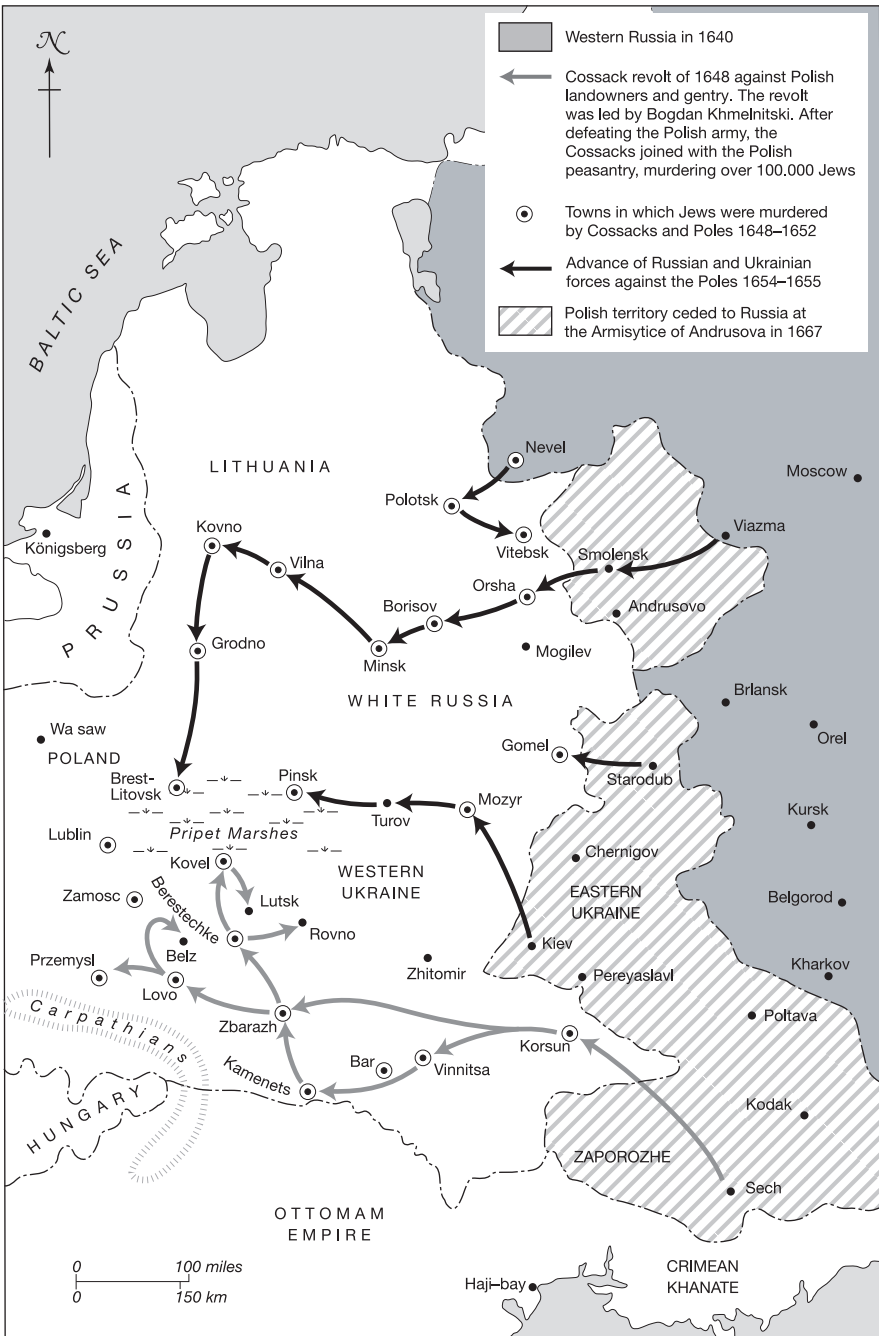 N
Western Russia in 1640
Cossack revolt of 1648 against Polish
landowners and gentry. The revolt
was led by Bogdan Khmelnitski. After
defeating the Polish army, the
Cossacks joined with the Polish
peasantry, murdering over 100.000 Jews
Towns in which Jews were murdered
by Cossacks and Poles 1648–1652
Advance of Russian and Ukrainian
forces against the Poles 1654–1655
Polish territory ceded to Russia at
the Armisytice of Andrusova in 1667
BALTIC SEA
LITHUANIA
Nevel
Moscow
PRUSSIA
Königsberg
Polotsk
Kovno
Vitebsk
Viazma
Vilna
Smolensk
Orsha
Borisov
Andrusovo
Grodno
Minsk
Mogilev
WHITE RUSSIA
Briansk
Orel
Wa saw
POLAND
Gomel
Starodub
Brest-
Litovsk
Pinsk
Turov
Mozyr
Kursk
Pripet Marshes
Lublin
Kovel
Chernigov
WESTERN
UKRAINE
EASTERN
UKRAINE
Zamosc
Berestechke
Lutsk
Rovno
Belgorod
Belz
Przemysl
Lovo
Zhitomir
Kiev
Pereyaslavl
Kharkov
Carpathians
Zbarazh
Korsun
Poltava
Bar
Vinnitsa
Kamenets
HUNGARY
Kodak
ZAPOROZHE
Sech
OTTOMAM
EMPIRE
0 100 miles
0 150 km
Haji–bay
CRIMEAN
KHANATE